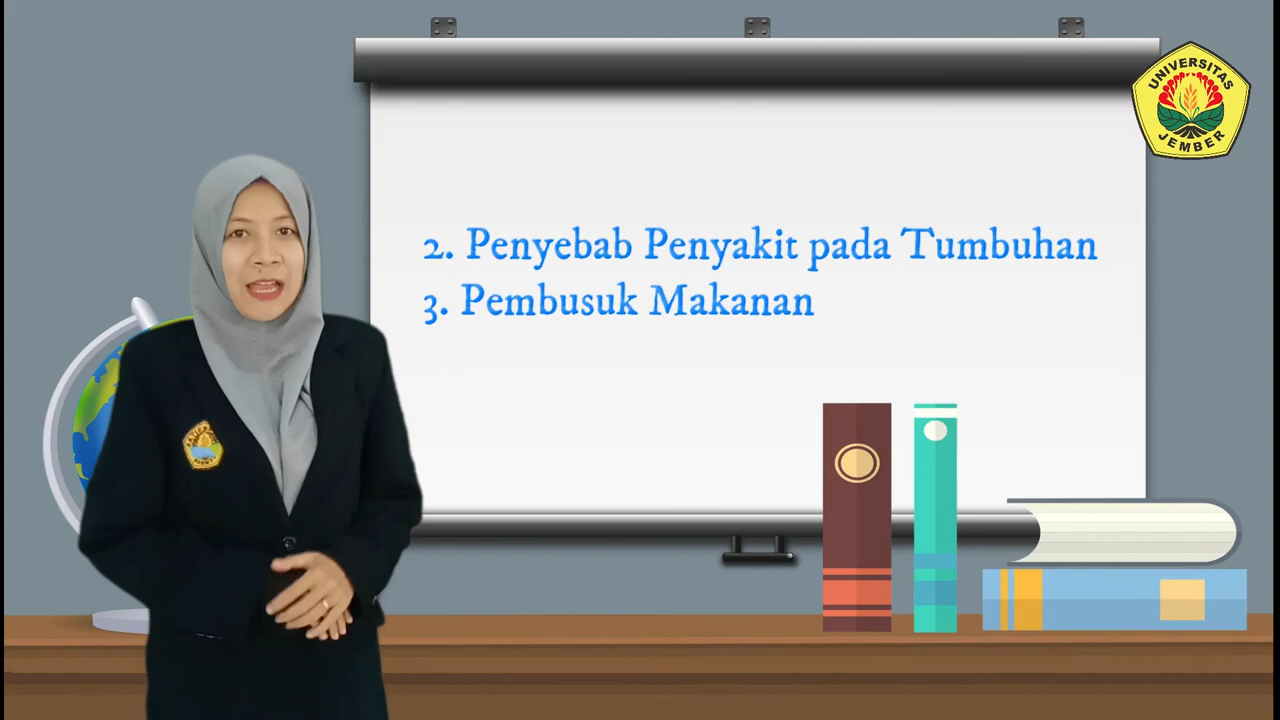 UNIVERSITAS
JEMBER
2. Penyebab Penyakit pada Tumbuhan
3. Pembusuk Makanan